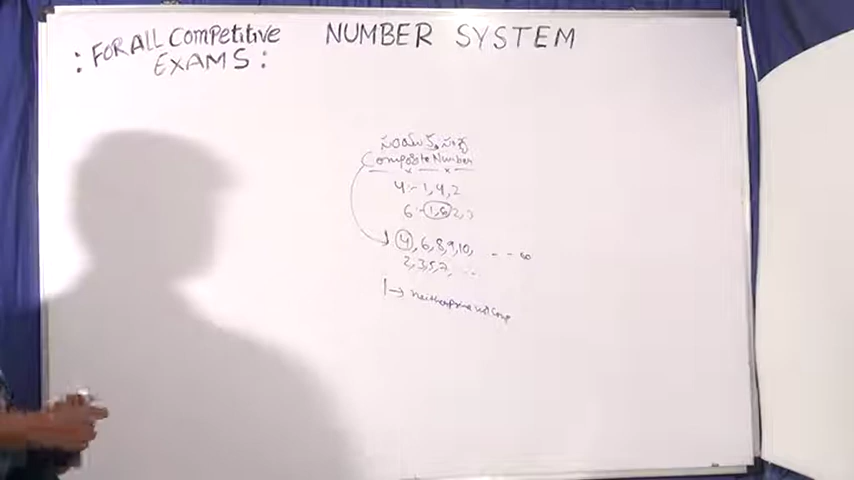 : FOR ALL Competitive EXAMS :
NUMBER SYSTEM
సంయుక్త సంఖ్య
Composite Number
4:- 1, 4, 2
6:- 1, 6, 2, 3
4, 6, 8, 9, 10, - - ∞
2, 3, 5, 7, ...
1 → neither prime nor comp